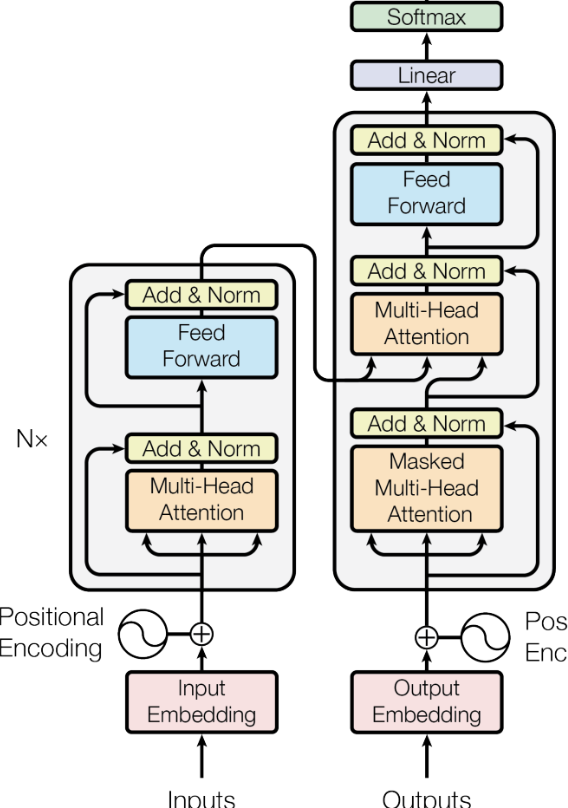 Softmax
Linear
Add & Norm
Feed
Forward
Add & Norm
Multi-Head
Attention
Add & Norm
Masked
Multi-Head
Attention
Add & Norm
Feed
Forward
Add & Norm
Multi-Head
Attention
N×
Positional
Encoding
Pos
Enc
Input
Embedding
Output
Embedding
Inputs
Outputs